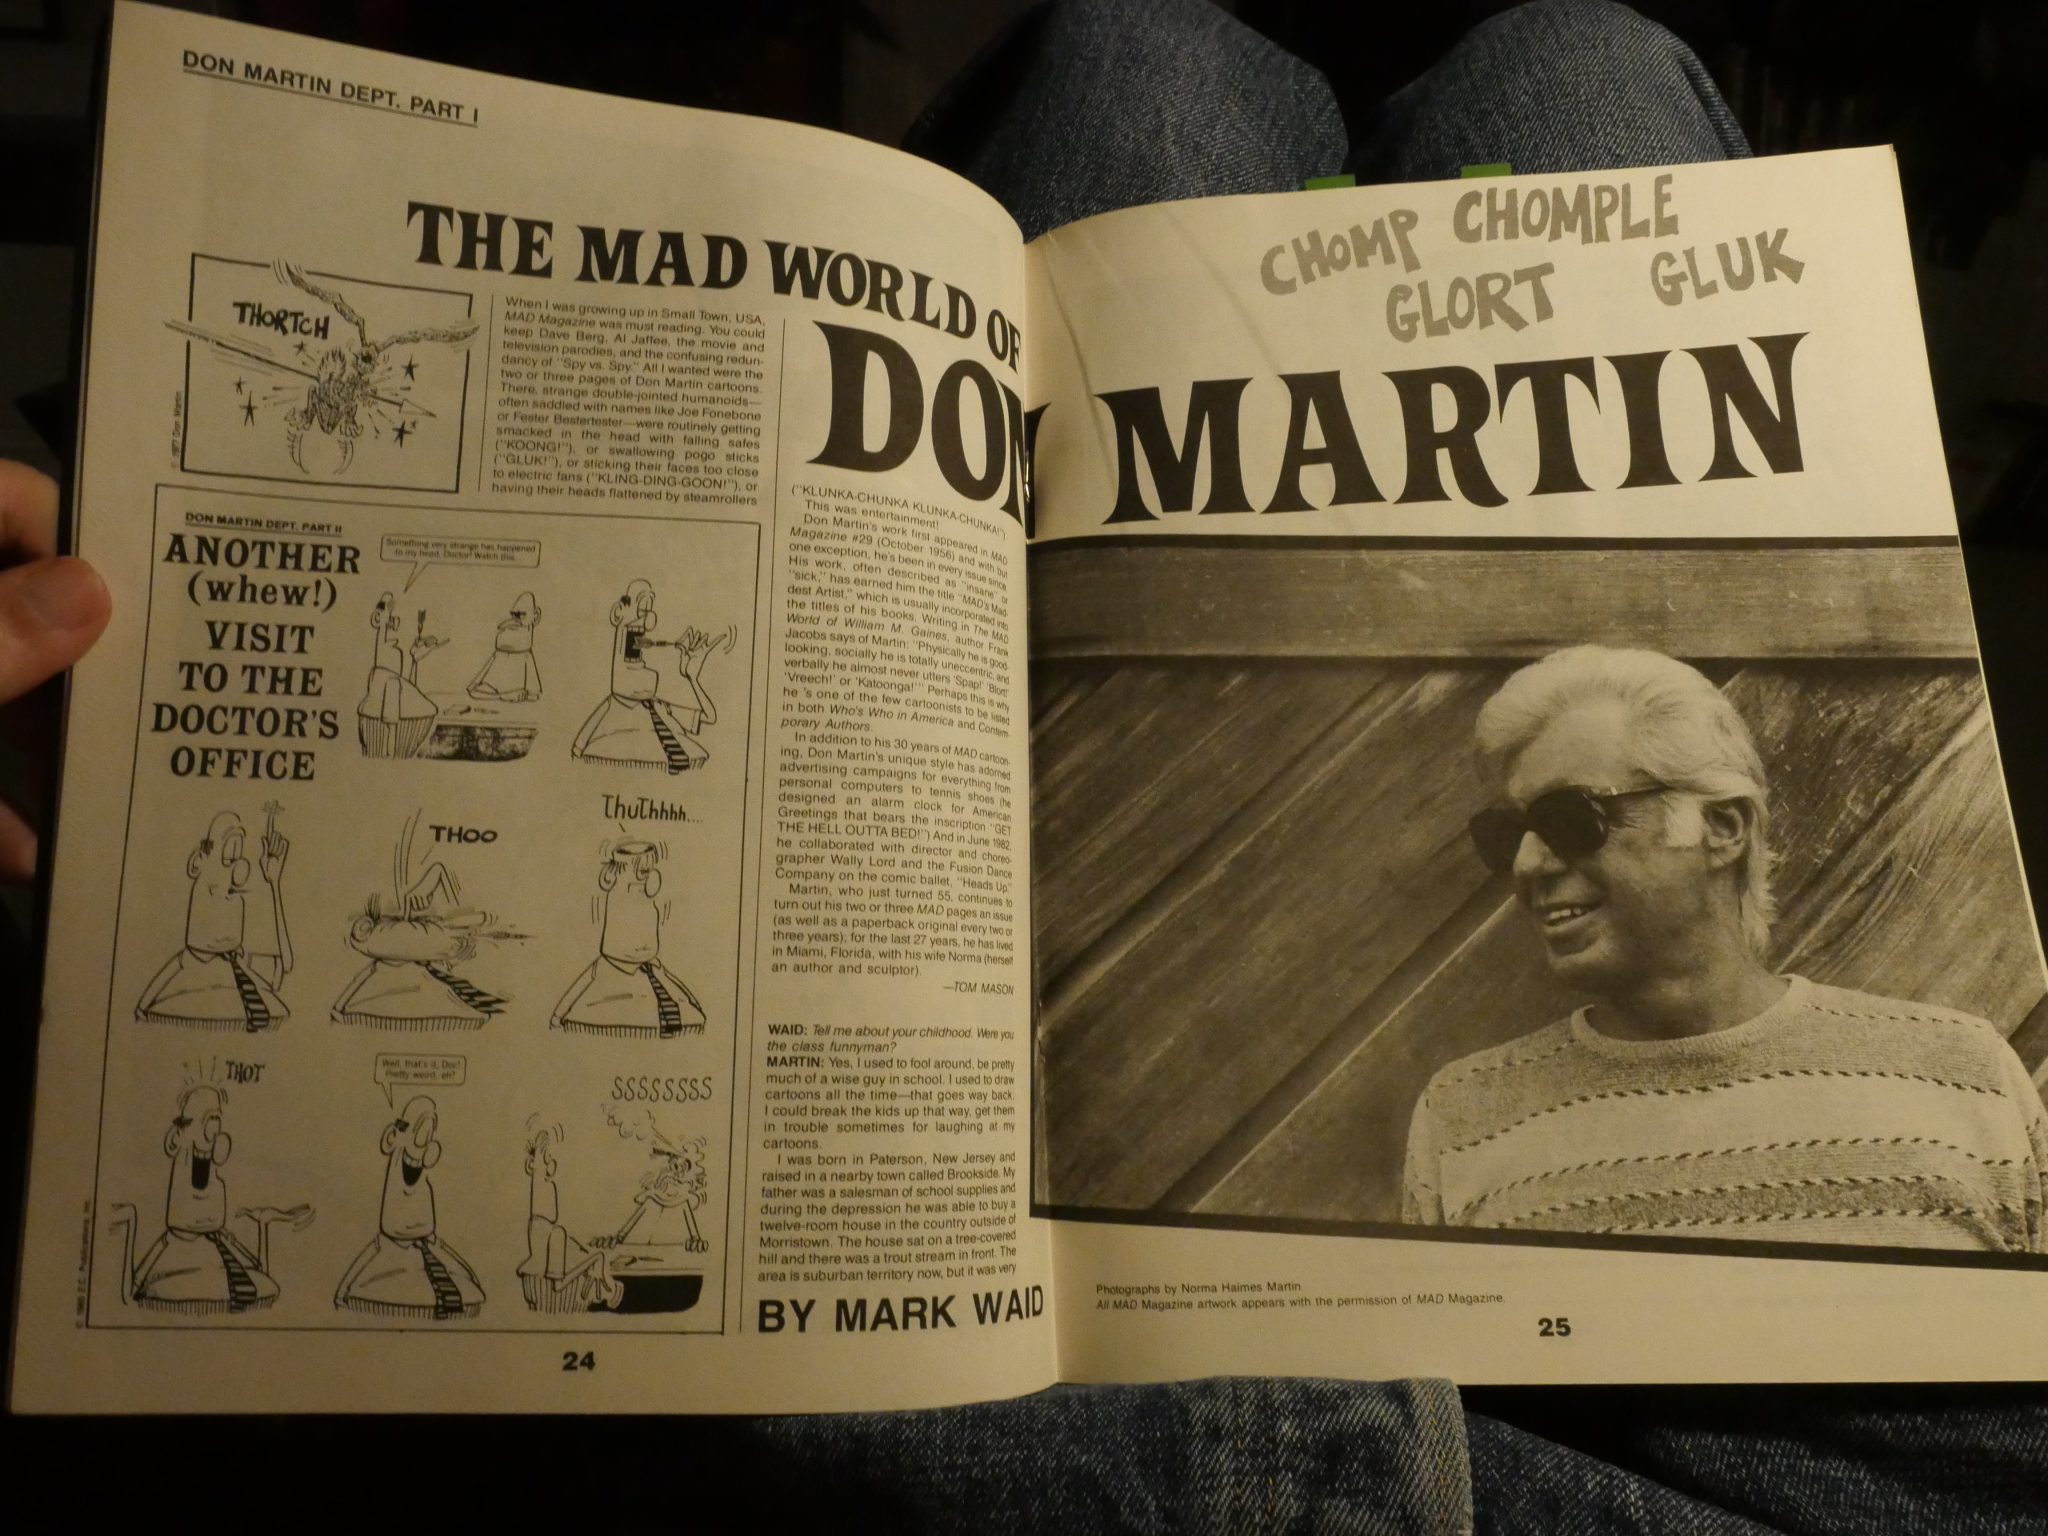 DON MARTIN DEPT. PART I
THE MAD WORLD OF
DON MARTIN
CHOMP CHOMPLE
GLORT GLUK
THORTCH
© 1987 Don Martin
When I was growing up in Small Town, USA,
MAD Magazine was must reading. You could
keep Dave Berg, Al Jaffee, the movie and
television parodies, and the confusing redun-
dancy of "Spy vs. Spy." All I wanted were the
two or three pages of Don Martin cartoons.
There, strange double-jointed humanoids—
often saddled with names like Joe Fonebone
or Fester Bestertester—were routinely getting
smacked in the head with falling safes
("KOONG!"), or swallowing pogo sticks
("GLUK!"), or sticking their faces too close
to electric fans ("KLING-DING-GOON!"), or
having their heads flattened by steamrollers
("KLUNKA-CHUNKA KLUNKA-CHUNKA!").
This was entertainment!
Don Martin's work first appeared in MAD
Magazine #29 (October 1956) and with but
one exception, he's been in every issue since.
His work, often described as "insane" or
"sick," has earned him the title "MAD's Mad-
dest Artist," which is usually incorporated into
the titles of his books. Writing in The MAD
World of William M. Gaines, author Frank
Jacobs says of Martin: "Physically he is good-
looking, socially he is totally uneccentric, and
verbally he almost never utters 'Spap!' 'Blort!'
'Vreech!' or 'Katoonga!'" Perhaps this is why
he 's one of the few cartoonists to be listed
in both Who's Who in America and Contem-
porary Authors.
In addition to his 30 years of MAD cartoon-
ing, Don Martin's unique style has adorned
advertising campaigns for everything from
personal computers to tennis shoes (he
designed an alarm clock for American
Greetings that bears the inscription "GET
THE HELL OUTTA BED!") And in June 1982,
he collaborated with director and choreo-
grapher Wally Lord and the Fusion Dance
Company on the comic ballet, "Heads Up."
Martin, who just turned 55, continues to
turn out his two or three MAD pages an issue
(as well as a paperback original every two or
three years); for the last 27 years, he has lived
in Miami, Florida, with his wife Norma (herself
an author and sculptor).
—TOM MASON
WAID: Tell me about your childhood. Were you
the class funnyman?
MARTIN: Yes, I used to fool around, be pretty
much of a wise guy in school. I used to draw
cartoons all the time—that goes way back.
I could break the kids up that way, get them
in trouble sometimes for laughing at my
cartoons.
I was born in Paterson, New Jersey and
raised in a nearby town called Brookside. My
father was a salesman of school supplies and
during the depression he was able to buy a
twelve-room house in the country outside of
Morristown. The house sat on a tree-covered
hill and there was a trout stream in front. The
area is suburban territory now, but it was very
BY MARK WAID
DON MARTIN DEPT. PART II
ANOTHER
(whew!)
VISIT
TO THE
DOCTOR'S
OFFICE
Something very strange has happened
to my head, Doctor! Watch this.
THOO
thuthhhh....
THOT
Well, that's it, Doc!
Pretty weird, eh?
SSSSSSSS
E.C. Publications, Inc.
24
Photographs by Norma Haimes Martin
All MAD Magazine artwork appears with the permission of MAD Magazine.
25